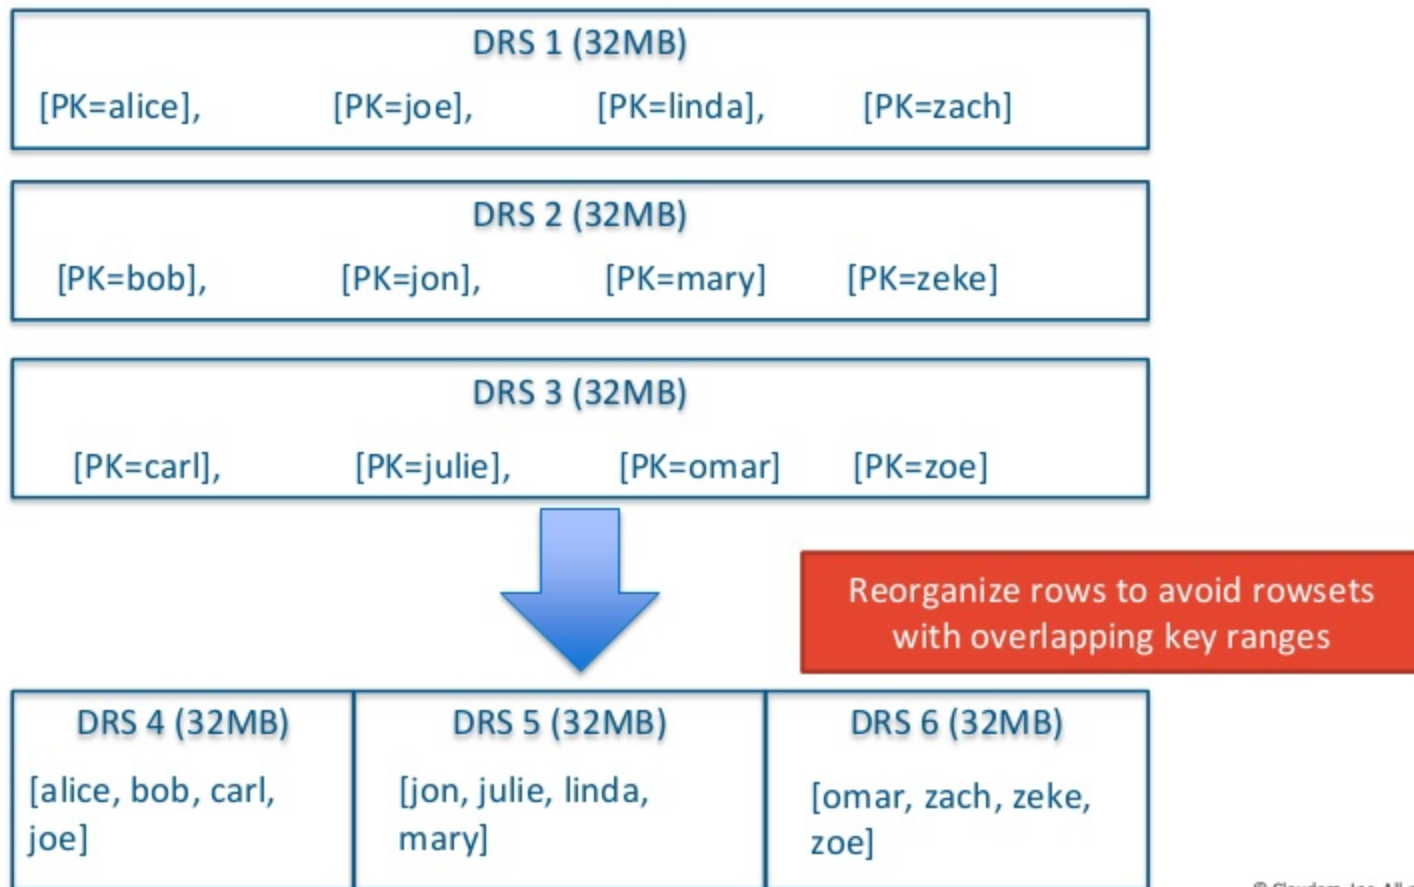 DRS 1 (32MB)
[PK=alice], [PK=joe], [PK=linda], [PK=zach]
DRS 2 (32MB)
[PK=bob], [PK=jon], [PK=mary] [PK=zeke]
DRS 3 (32MB)
[PK=carl], [PK=julie], [PK=omar] [PK=zoe]
Reorganize rows to avoid rowsets
with overlapping key ranges
DRS 4 (32MB)
[alice, bob, carl,
joe]
DRS 5 (32MB)
[jon, julie, linda,
mary]
DRS 6 (32MB)
[omar, zach, zeke,
zoe]